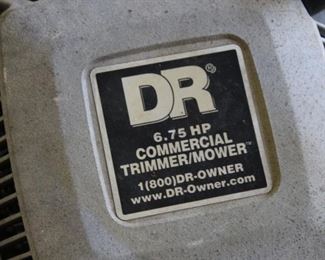 DR®
6.75 HP
COMMERCIAL
TRIMMER/MOWER™
1(800)DR-OWNER
www.DR-Owner.com